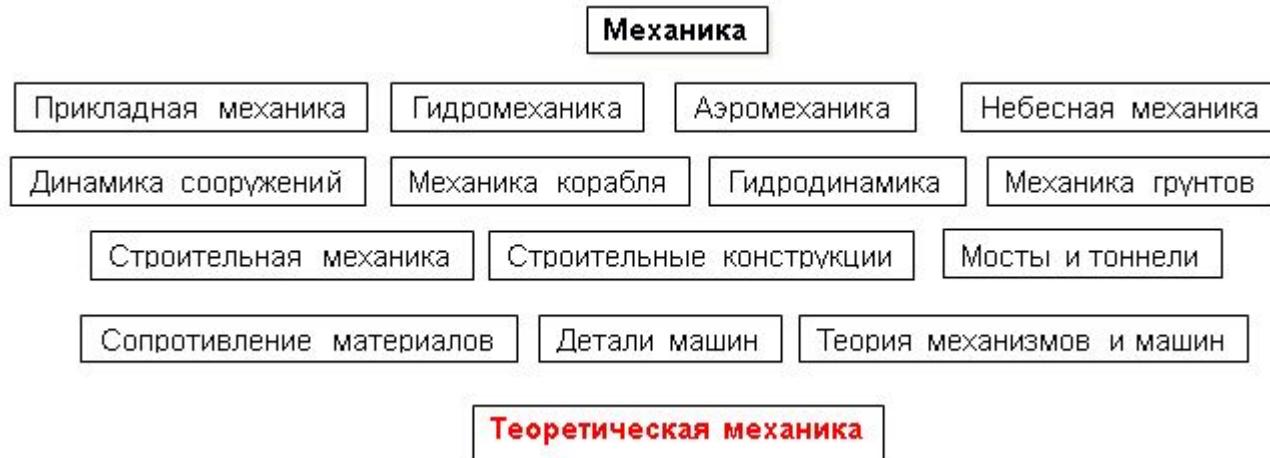 Механика
Прикладная механика Гидромеханика Аэромеханика Небесная механика
Динамика сооружений Механика корабля Гидродинамика Механика грунтов
Строительная механика Строительные конструкции Мосты и тоннели
Сопротивление материалов Детали машин Теория механизмов и машин
Теоретическая механика